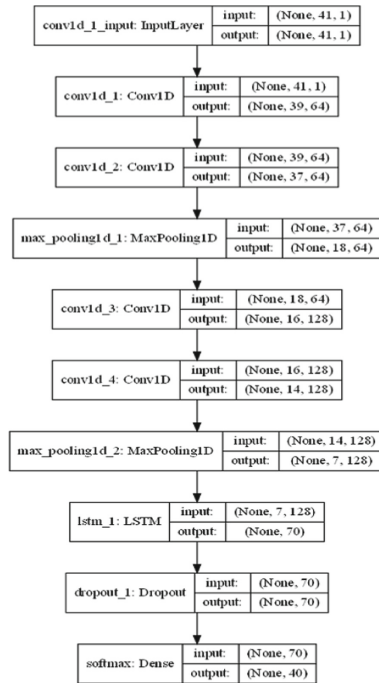 conv1d_1_input: InputLayer input: (None, 41, 1)
output: (None, 41, 1)
conv1d_1: Conv1D input: (None, 41, 1)
output: (None, 39, 64)
conv1d_2: Conv1D input: (None, 39, 64)
output: (None, 37, 64)
max_pooling1d_1: MaxPooling1D input: (None, 37, 64)
output: (None, 18, 64)
conv1d_3: Conv1D input: (None, 18, 64)
output: (None, 16, 128)
conv1d_4: Conv1D input: (None, 16, 128)
output: (None, 14, 128)
max_pooling1d_2: MaxPooling1D input: (None, 14, 128)
output: (None, 7, 128)
lstm_1: LSTM input: (None, 7, 128)
output: (None, 70)
dropout_1: Dropout input: (None, 70)
output: (None, 70)
softmax: Dense input: (None, 70)
output: (None, 40)